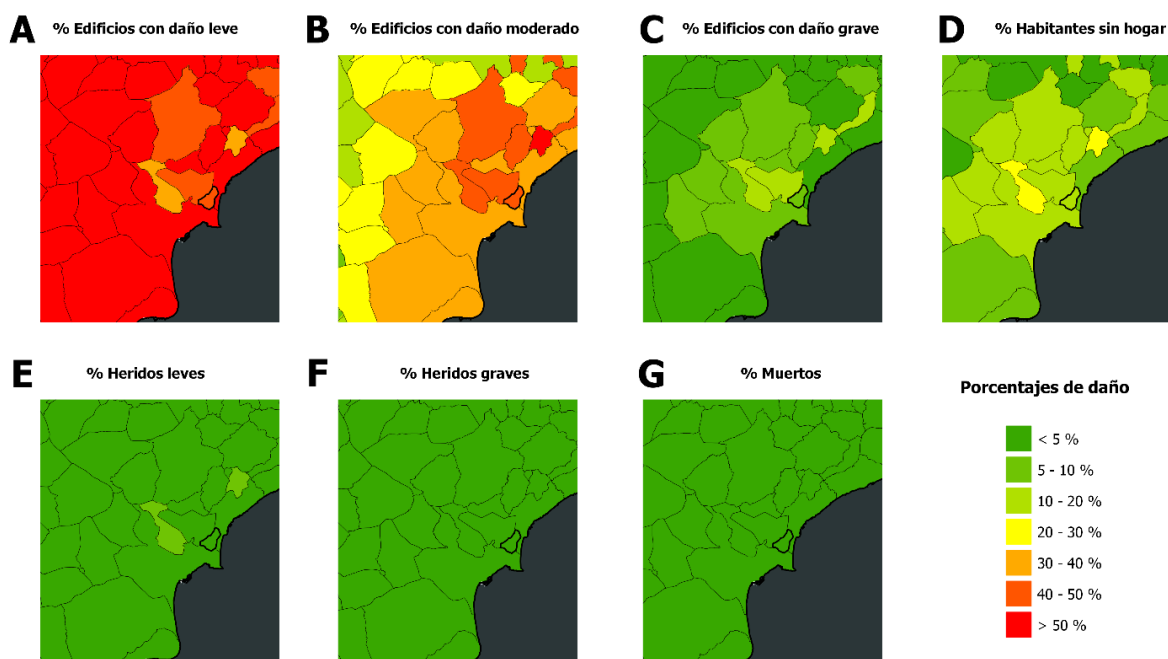 A % Edificios con daño leve
B % Edificios con daño moderado
C % Edificios con daño grave
D % Habitantes sin hogar
E % Heridos leves
F % Heridos graves
G % Muertos
Porcentajes de daño
< 5 %
5 - 10 %
10 - 20 %
20 - 30 %
30 - 40 %
40 - 50 %
> 50 %